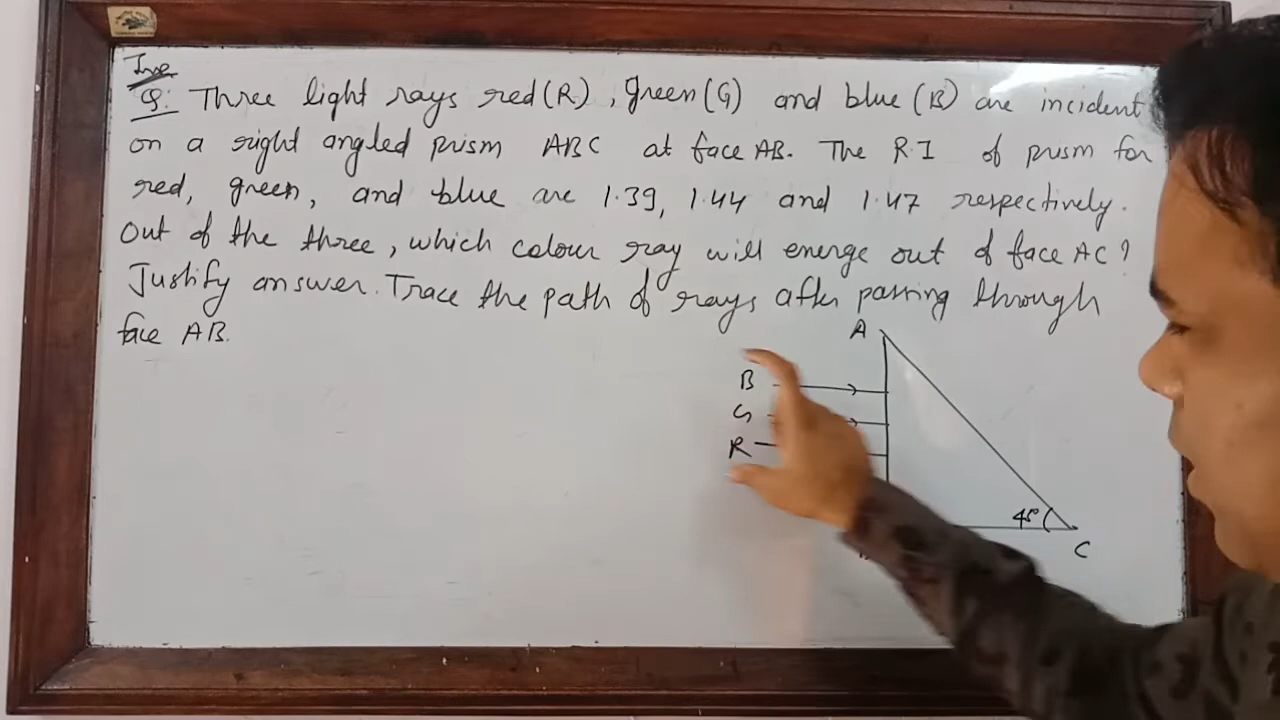 Imp
Q: Three light rays red (R), green (G) and blue (B) are incident
on a right angled prism ABC at face AB. The R.I of prism for
red, green, and blue are 1.39, 1.44 and 1.47 respectively.
Out of the three, which colour ray will emerge out of face AC?
Justify answer. Trace the path of rays after passing through
face AB.
A
B
G
R
45°
C